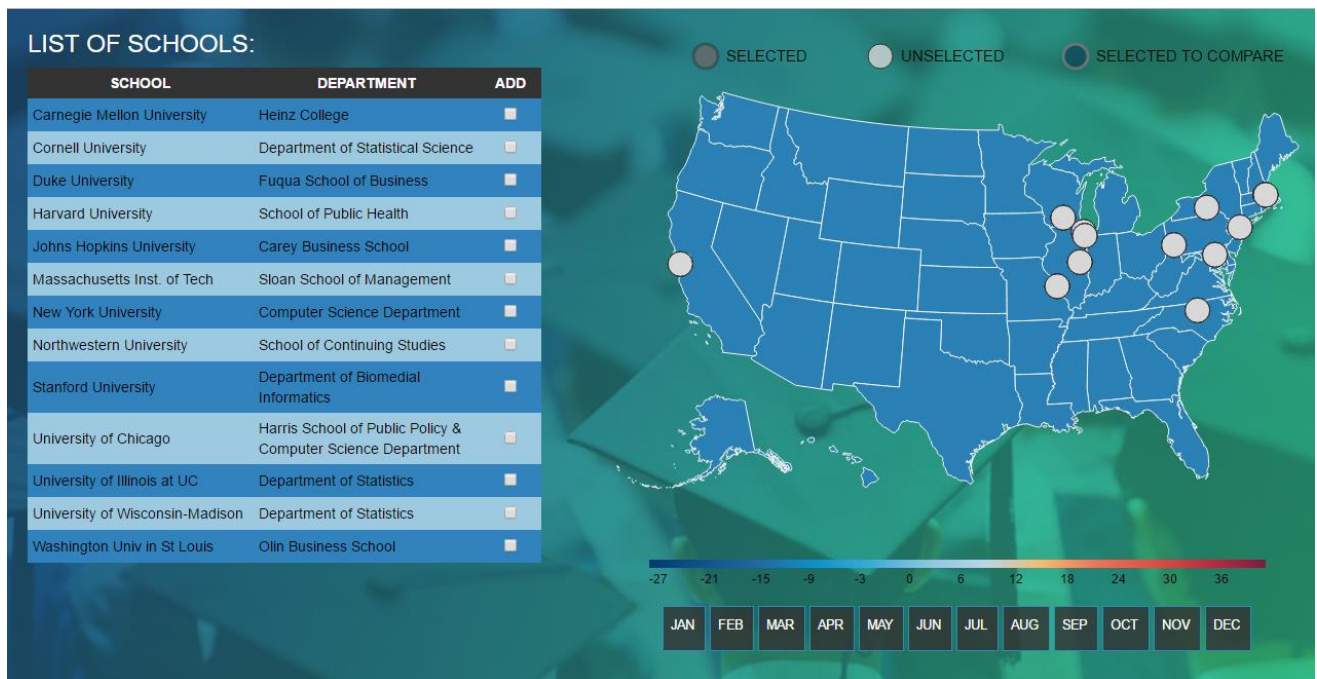 LIST OF SCHOOLS:
SCHOOL DEPARTMENT ADD
Carnegie Mellon University Heinz College
Cornell University Department of Statistical Science
Duke University Fuqua School of Business
Harvard University School of Public Health
Johns Hopkins University Carey Business School
Massachusetts Inst. of Tech Sloan School of Management
New York University Computer Science Department
Northwestern University School of Continuing Studies
Stanford University Department of Biomedial
Informatics
University of Chicago Harris School of Public Policy &
Computer Science Department
University of Illinois at UC Department of Statistics
University of Wisconsin-Madison Department of Statistics
Washington Univ in St Louis Olin Business School
SELECTED UNSELECTED SELECTED TO COMPARE
-27 -21 -15 -9 -3 0 6 12 18 24 30 36
JAN FEB MAR APR MAY JUN JUL AUG SEP OCT NOV DEC